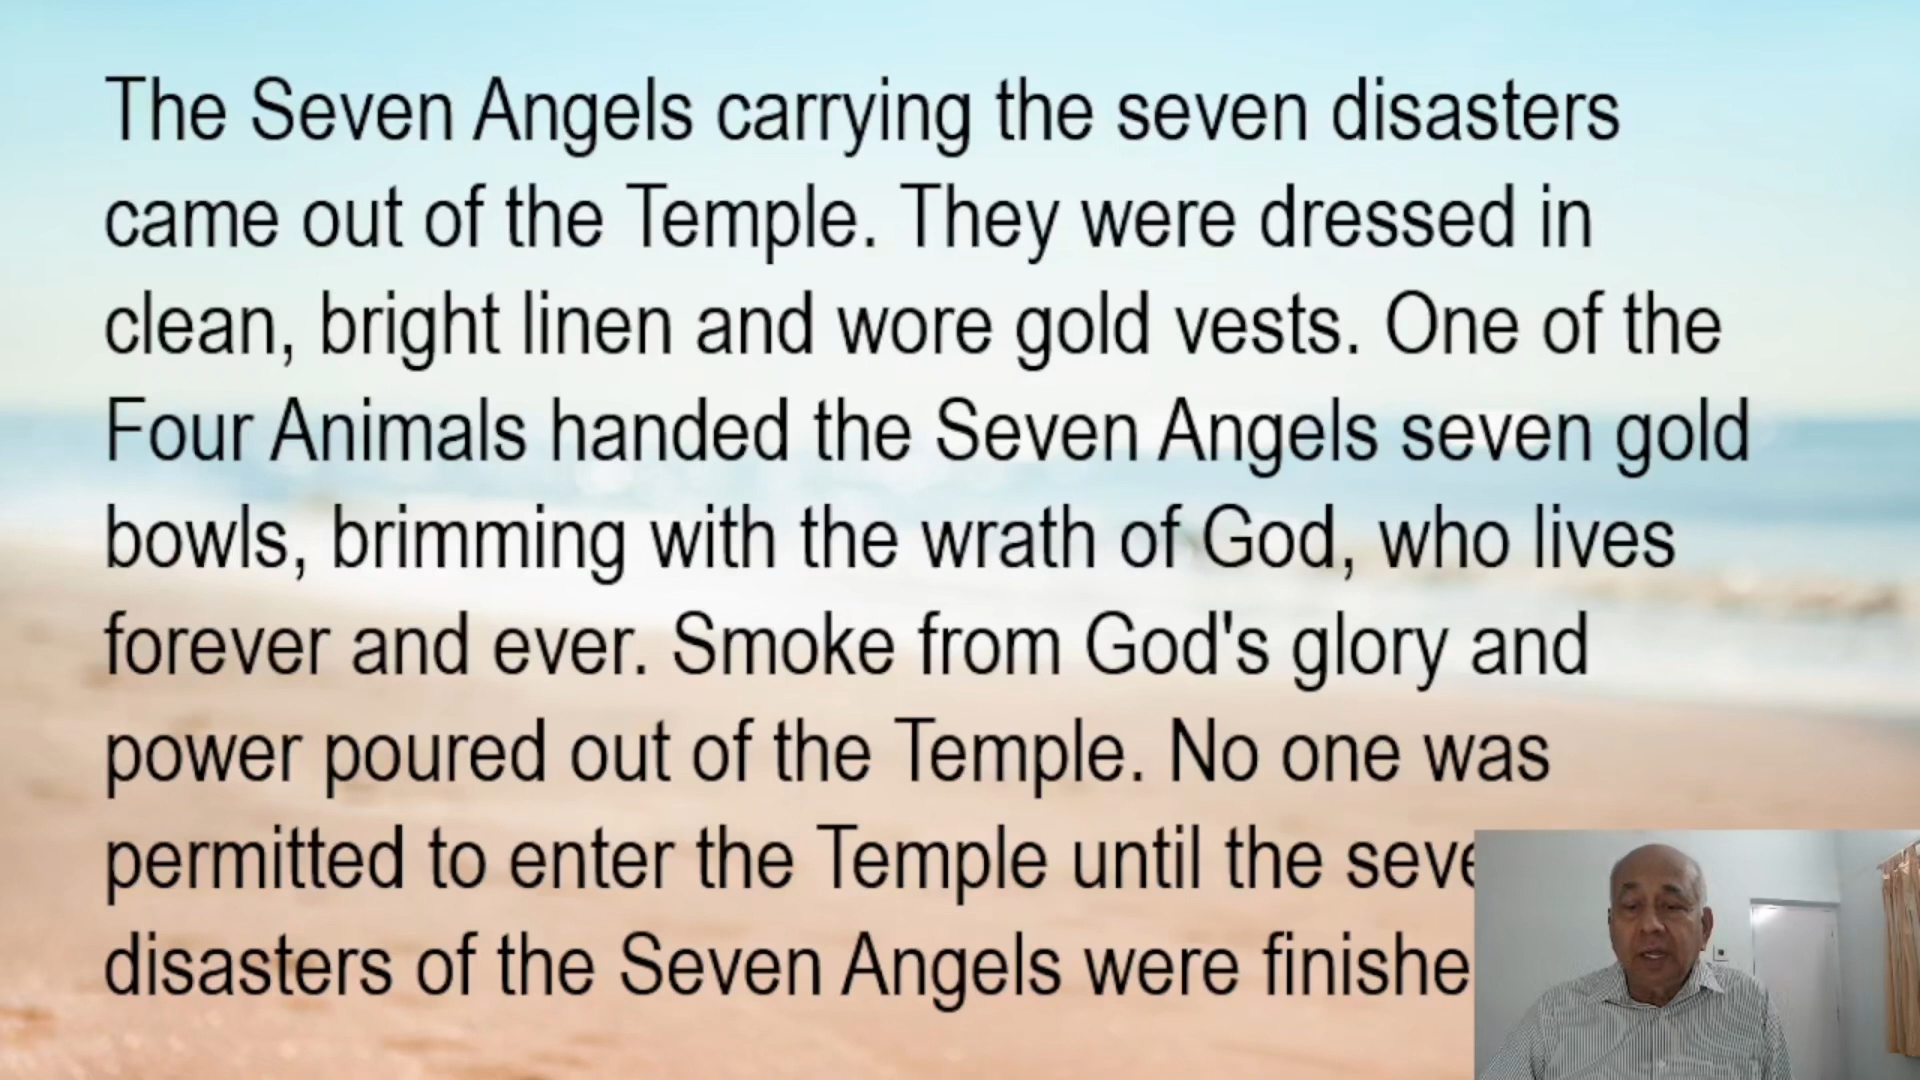 The Seven Angels carrying the seven disasters
came out of the Temple. They were dressed in
clean, bright linen and wore gold vests. One of the
Four Animals handed the Seven Angels seven gold
bowls, brimming with the wrath of God, who lives
forever and ever. Smoke from God's glory and
power poured out of the Temple. No one was
permitted to enter the Temple until the
disasters of the Seven Angels were